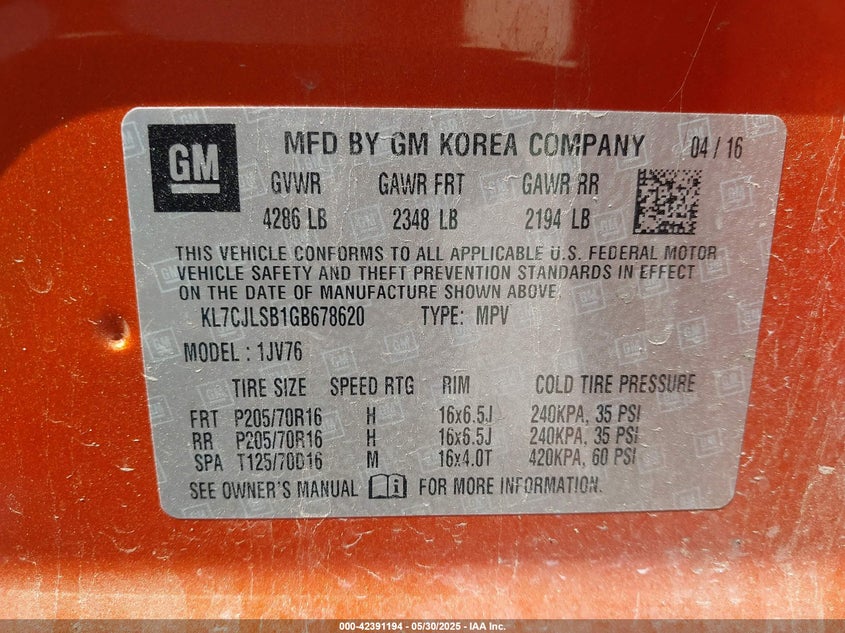 GM MFD BY GM KOREA COMPANY 04/16
GVWR GAWR FRT GAWR RR
4286 LB 2348 LB 2194 LB
THIS VEHICLE CONFORMS TO ALL APPLICABLE U.S. FEDERAL MOTOR
VEHICLE SAFETY AND THEFT PREVENTION STANDARDS IN EFFECT
ON THE DATE OF MANUFACTURE SHOWN ABOVE.
KL7CJLSB1GB678620 TYPE: MPV
MODEL : 1JV76
TIRE SIZE SPEED RTG RIM COLD TIRE PRESSURE
FRT P205/70R16 H 16x6.5J 240KPA, 35 PSI
RR P205/70R16 H 16x6.5J 240KPA, 35 PSI
SPA T125/70D16 M 16x4.0T 420KPA, 60 PSI
SEE OWNER'S MANUAL i FOR MORE INFORMATION.
000-42391194 - 05/30/2025 - IAA Inc.